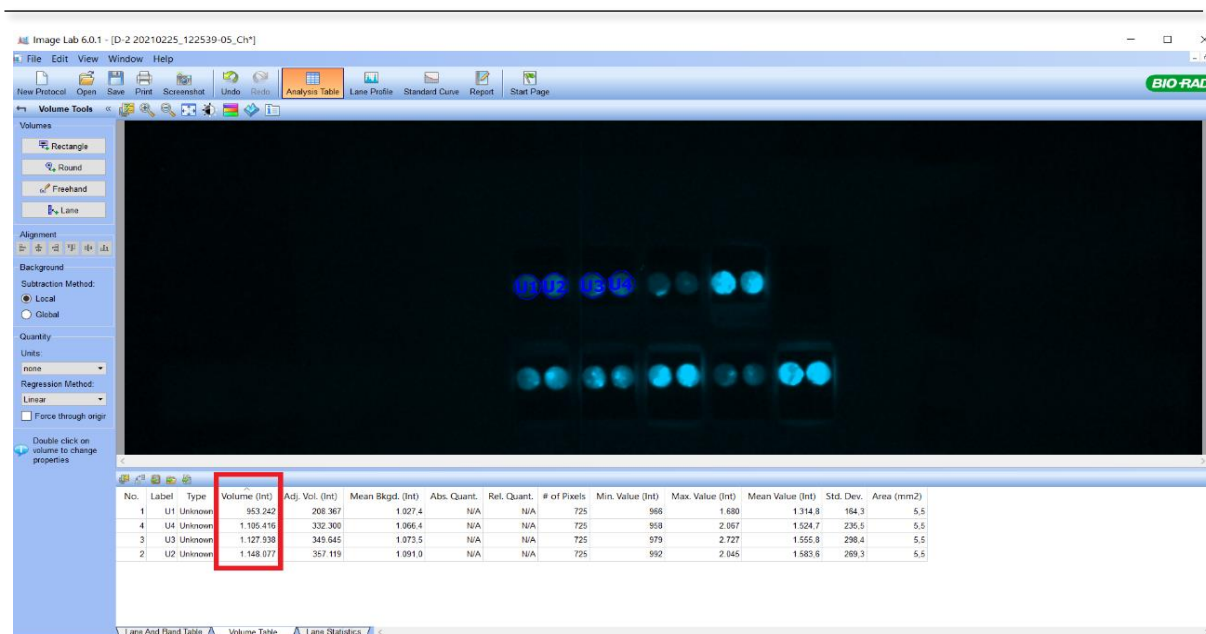 Image Lab 6.0.1 - [D-2 20210225_122539-05_Ch*]
File Edit View Window Help
New Protocol Open Save Print Screenshot Undo Redo Analysis Table Lane Profile Standard Curve Report Start Page
BIO-RAD
Volume Tools
Volumes
Rectangle
Round
Freehand
Lane
Alignment
Background
Subtraction Method:
Local
Global
Quantity
Units:
none
Regression Method:
Linear
Force through origir
Double click on
volume to change
properties
U1 U2 U3 U4
No. Label Type Volume (Int) Adj. Vol. (Int) Mean Bkgd. (Int) Abs. Quant. Rel. Quant. # of Pixels Min. Value (Int) Max. Value (Int) Mean Value (Int) Std. Dev. Area (mm2)
1 U1 Unknown 953.242 208.367 1.027,4 N/A N/A 725 966 1.680 1.314,8 164,3 5,5
4 U4 Unknown 1.105.416 332.300 1.066,4 N/A N/A 725 958 2.067 1.524,7 235,5 5,5
3 U3 Unknown 1.127.938 349.645 1.073,5 N/A N/A 725 979 2.727 1.555,8 298,4 5,5
2 U2 Unknown 1.148.077 357.119 1.091,0 N/A N/A 725 992 2.045 1.583,6 269,3 5,5
Lane And Band Table Volume Table Lane Statistics